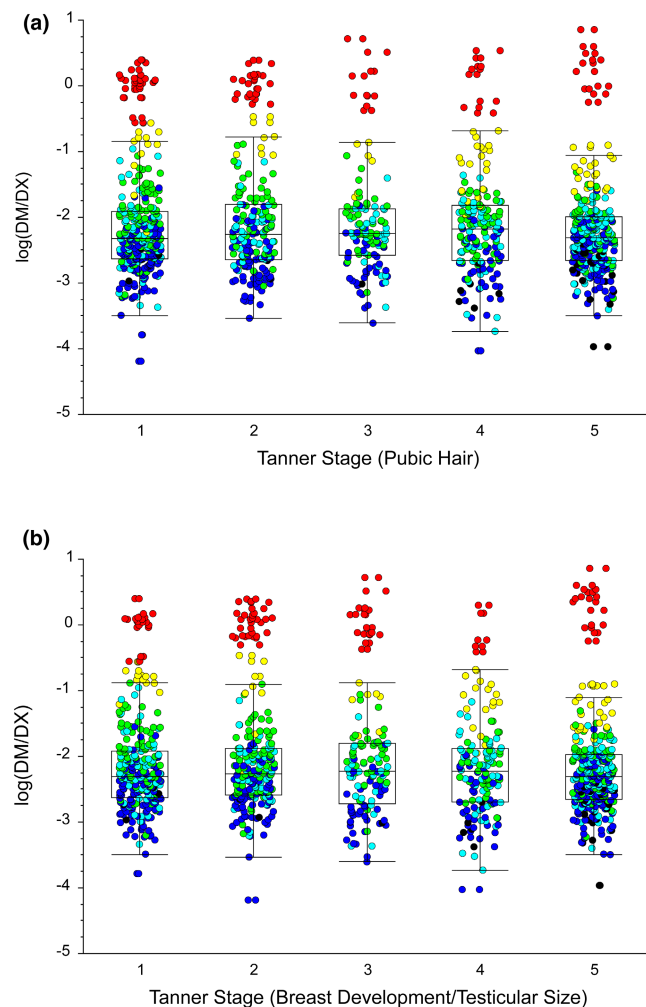 (a)
1
0
-1
-2
-3
-4
-5
log(DM/DX)
1 2 3 4 5
Tanner Stage (Pubic Hair)
(b)
1
0
-1
-2
-3
-4
-5
log(DM/DX)
1 2 3 4 5
Tanner Stage (Breast Development/Testicular Size)